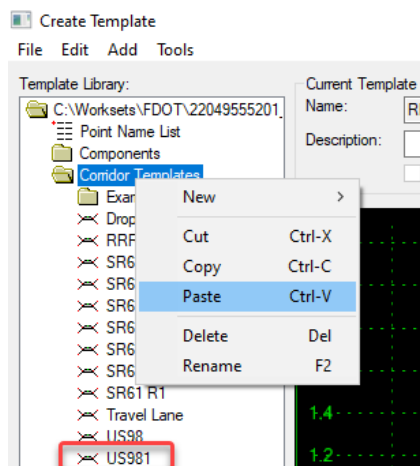 Create Template
File Edit Add Tools
Template Library:
C:\Worksets\FDOT\22049555201_
Point Name List
Components
Corridor Templates
Exar
Drop
RRF
SR6
SR6
SR6
SR6
SR6
SR6
SR61 R1
Travel Lane
US98
US981
New
Cut Ctrl-X
Copy Ctrl-C
Paste Ctrl-V
Delete Del
Rename F2
Current Template
Name: R
Description:
1.4
1.2